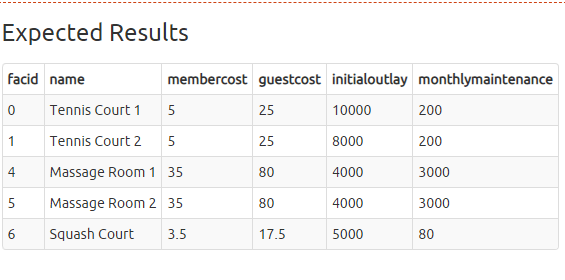 Expected Results
facid name membercost guestcost initialoutlay monthlymaintenance
0 Tennis Court 1 5 25 10000 200
1 Tennis Court 2 5 25 8000 200
4 Massage Room 1 35 80 4000 3000
5 Massage Room 2 35 80 4000 3000
6 Squash Court 3.5 17.5 5000 80